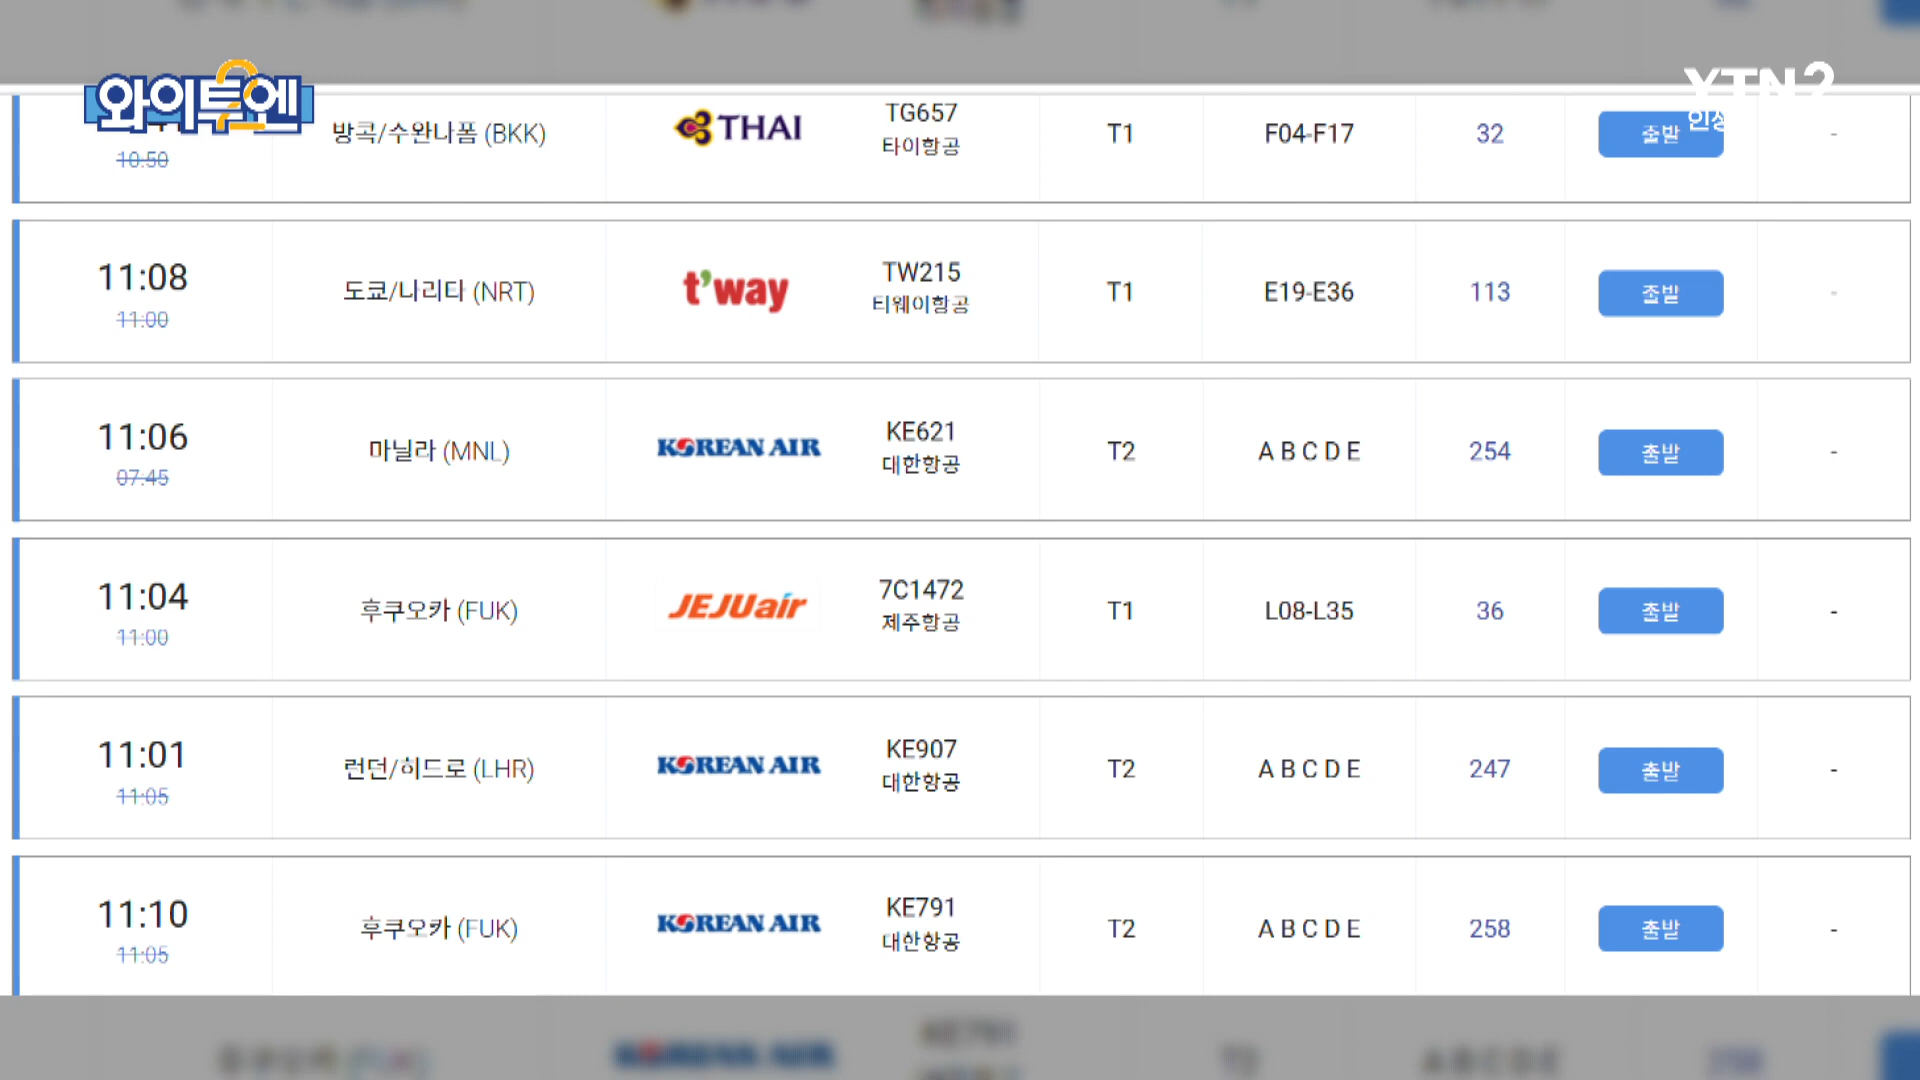 와이투엔
YTN2
인생
10:50
방콕/수완나폼 (BKK)
THAI
TG657
타이항공
T1
F04-F17
32
출발
-
11:08
11:00
도쿄/나리타 (NRT)
t'way
TW215
티웨이항공
T1
E19-E36
113
출발
-
11:06
07:45
마닐라 (MNL)
KOREAN AIR
KE621
대한항공
T2
A B C D E
254
출발
-
11:04
11:00
후쿠오카 (FUK)
JEJUair
7C1472
제주항공
T1
L08-L35
36
출발
-
11:01
11:05
런던/히드로 (LHR)
KOREAN AIR
KE907
대한항공
T2
A B C D E
247
출발
-
11:10
11:05
후쿠오카 (FUK)
KOREAN AIR
KE791
대한항공
T2
A B C D E
258
출발
-